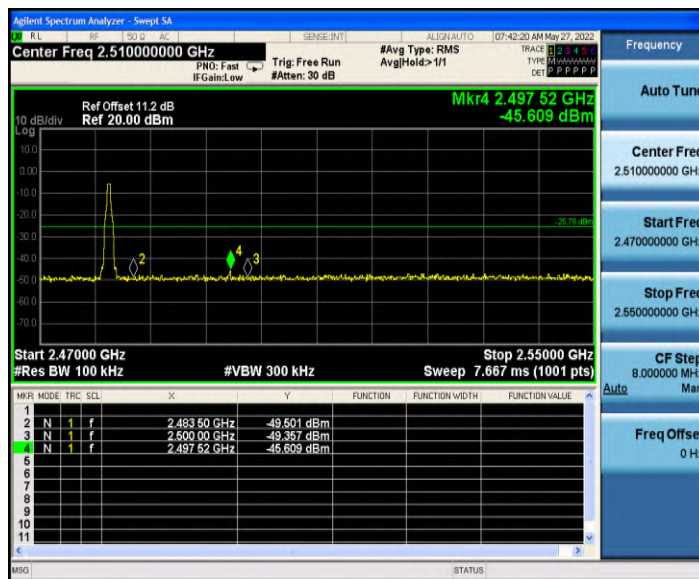 Agilent Spectrum Analyzer - Swept SA
RL RF 50 Ω AC SENSE:INT ALIGN AUTO 07:42:20 AM May 27, 2022
Center Freq 2.510000000 GHz
PNO: Fast
IFGain:Low
Trig: Free Run
#Atten: 30 dB
#Avg Type: RMS
Avg|Hold:> 1/1
TRACE 1 2 3 4 5 6
TYPE M
DET P P P P P P
Frequency
Auto Tune
Center Freq
2.510000000 GHz
Start Freq
2.470000000 GHz
Stop Freq
2.550000000 GHz
CF Step
8.000000 MHz
Auto Man
Freq Offset
0 Hz
Ref Offset 11.2 dB
Ref 20.00 dBm
10 dB/div
Log
Mkr4 2.497 52 GHz
-45.609 dBm
10.0
0.00
-10.0
-20.0
-30.0
-40.0
-50.0
-60.0
-70.0
-25.78 dBm
2
4
3
Start 2.47000 GHz Stop 2.55000 GHz
#Res BW 100 kHz #VBW 300 kHz Sweep 7.667 ms (1001 pts)
MKR MODE TRC SCL X Y FUNCTION FUNCTION WIDTH FUNCTION VALUE
1
2 N 1 f 2.483 50 GHz -49.501 dBm
3 N 1 f 2.500 00 GHz -49.357 dBm
4 N 1 f 2.497 52 GHz -45.609 dBm
5
6
7
8
9
10
11
MSG STATUS